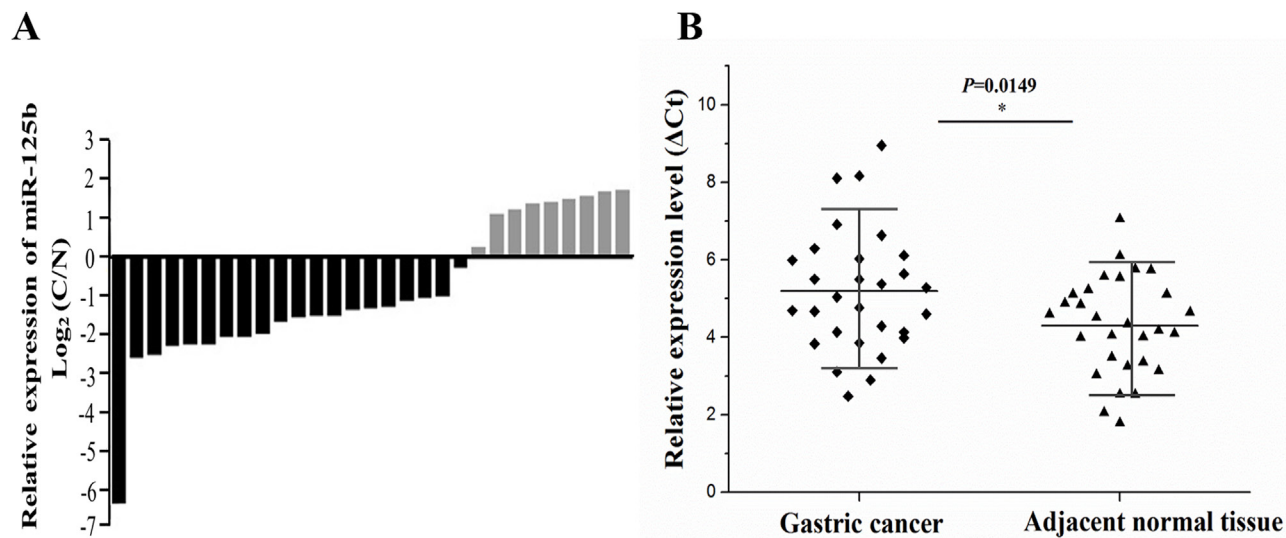 A
Relative expression of miR-125b
Log₂ (C/N)
3
2
1
0
-1
-2
-3
-4
-5
-6
-7
B
Relative expression level (ΔCt)
10
8
6
4
2
0
P=0.0149
*
Gastric cancer
Adjacent normal tissue